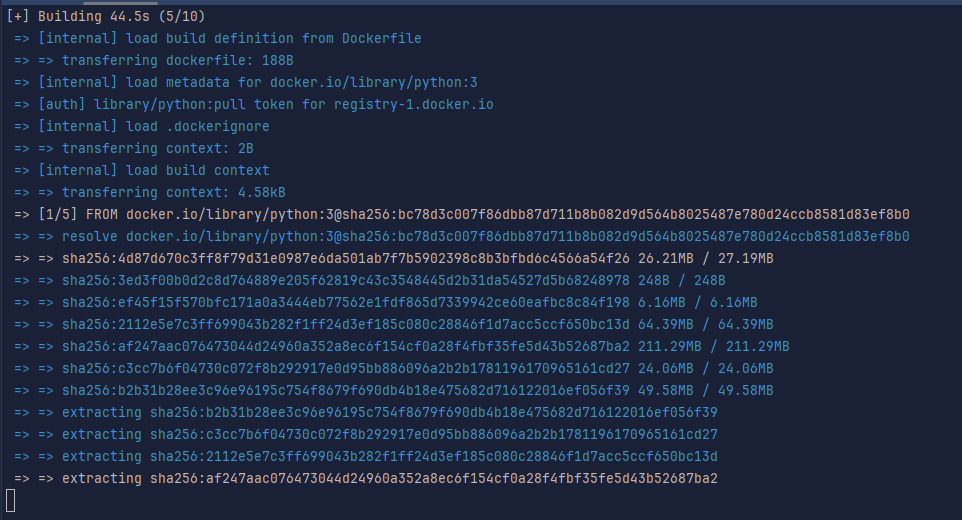 [+] Building 44.5s (5/10)
=> [internal] load build definition from Dockerfile
=> => transferring dockerfile: 188B
=> [internal] load metadata for docker.io/library/python:3
=> [auth] library/python:pull token for registry-1.docker.io
=> [internal] load .dockerignore
=> => transferring context: 2B
=> [internal] load build context
=> => transferring context: 4.58kB
=> [1/5] FROM docker.io/library/python:3@sha256:bc78d3c007f86dbb87d711b8b082d9d564b8025487e780d24ccb8581d83ef8b0
=> => resolve docker.io/library/python:3@sha256:bc78d3c007f86dbb87d711b8b082d9d564b8025487e780d24ccb8581d83ef8b0
=> => sha256:4d87d670c3ff8f79d31e0987e6da501ab7f7b5902398c8b3bfbd6c4566a54f26 26.21MB / 27.19MB
=> => sha256:3ed3f00b0d2c8d764889e205f62819c43c3548445d2b31da54527d5b68248978 248B / 248B
=> => sha256:ef45f15f570bfc171a0a3444eb77562e1fdf865d7339942ce60eafbc8c84f198 6.16MB / 6.16MB
=> => sha256:2112e5e7c3ff699043b282f1ff24d3ef185c080c28846f1d7acc5ccf650bc13d 64.39MB / 64.39MB
=> => sha256:af247aac076473044d24960a352a8ec6f154cf0a28f4fbf35fe5d43b52687ba2 211.29MB / 211.29MB
=> => sha256:c3cc7b6f04730c072f8b292917e0d95bb886096a2b2b1781196170965161cd27 24.06MB / 24.06MB
=> => sha256:b2b31b28ee3c96e96195c754f8679f690db4b18e475682d716122016ef056f39 49.58MB / 49.58MB
=> => extracting sha256:b2b31b28ee3c96e96195c754f8679f690db4b18e475682d716122016ef056f39
=> => extracting sha256:c3cc7b6f04730c072f8b292917e0d95bb886096a2b2b1781196170965161cd27
=> => extracting sha256:2112e5e7c3ff699043b282f1ff24d3ef185c080c28846f1d7acc5ccf650bc13d
=> => extracting sha256:af247aac076473044d24960a352a8ec6f154cf0a28f4fbf35fe5d43b52687ba2